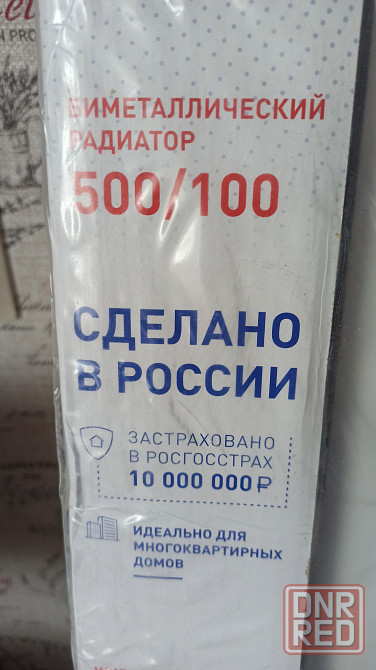 БИМЕТАЛЛИЧЕСКИЙ
РАДИАТОР
500/100
СДЕЛАНО
В РОССИИ
ЗАСТРАХОВАНО
В РОСГОССТРАХ
10 000 000 ₽
ИДЕАЛЬНО ДЛЯ
МНОГОКВАРТИРНЫХ
ДОМОВ
DNR
RED